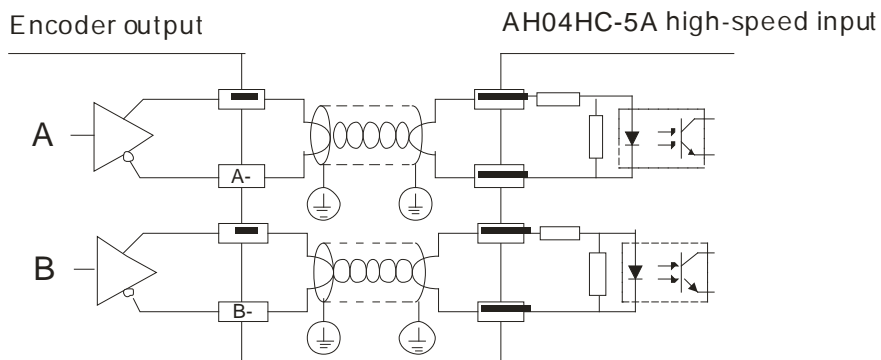 Encoder output
AH04HC-5A high-speed input
A
A-
B
B-